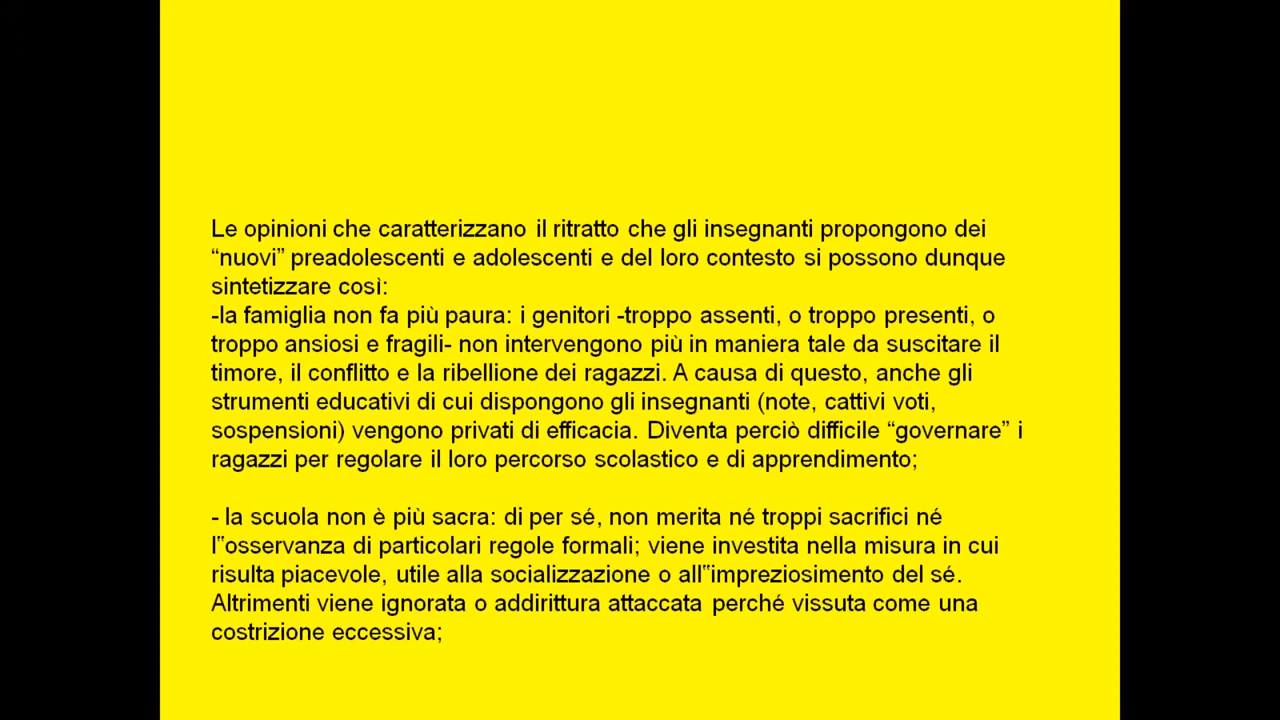 Le opinioni che caratterizzano il ritratto che gli insegnanti propongono dei
“nuovi” preadolescenti e adolescenti e del loro contesto si possono dunque
sintetizzare così:
-la famiglia non fa più paura: i genitori -troppo assenti, o troppo presenti, o
troppo ansiosi e fragili- non intervengono più in maniera tale da suscitare il
timore, il conflitto e la ribellione dei ragazzi. A causa di questo, anche gli
strumenti educativi di cui dispongono gli insegnanti (note, cattivi voti,
sospensioni) vengono privati di efficacia. Diventa perciò difficile “governare” i
ragazzi per regolare il loro percorso scolastico e di apprendimento;
- la scuola non è più sacra: di per sé, non merita né troppi sacrifici né
l‟osservanza di particolari regole formali; viene investita nella misura in cui
risulta piacevole, utile alla socializzazione o all‟impreziosimento del sé.
Altrimenti viene ignorata o addirittura attaccata perché vissuta come una
costrizione eccessiva;